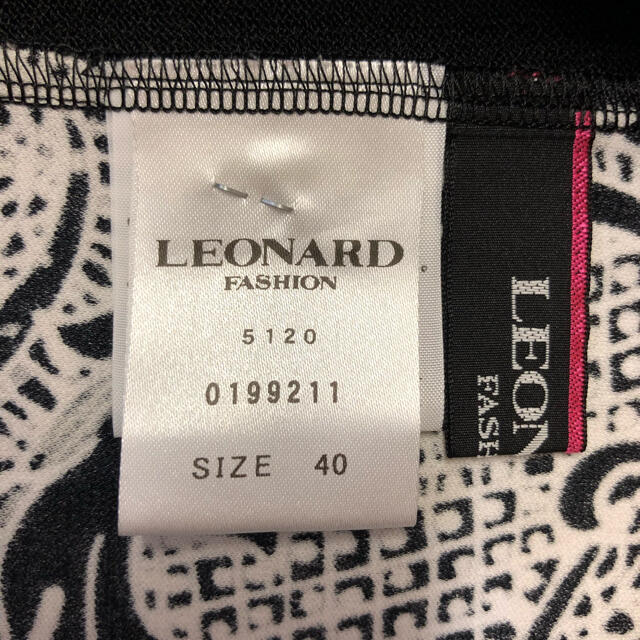 LEONARD
FASHION
5120
0199211
SIZE 40
LEON
FASH